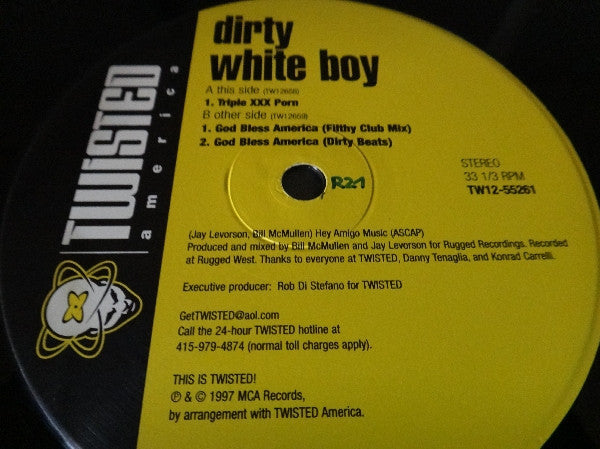 TWISTED
america
dirty
white boy
A this side (TW12658)
1. Triple XXX Porn
B other side (TW12659)
1. God Bless America (Filthy Club Mix)
2. God Bless America (Dirty Beats)
STEREO
33 1/3 RPM
TW12-55261
R21
(Jay Levorson, Bill McMullen) Hey Amigo Music (ASCAP)
Produced and mixed by Bill McMullen and Jay Levorson for Rugged Recordings. Recorded
at Rugged West. Thanks to everyone at TWISTED, Danny Tenaglia, and Konrad Carrelli.
Executive producer: Rob Di Stefano for TWISTED
GetTWISTED@aol.com
Call the 24-hour TWISTED hotline at
415-979-4874 (normal toll charges apply).
THIS IS TWISTED!
℗ & © 1997 MCA Records,
by arrangement with TWISTED America.